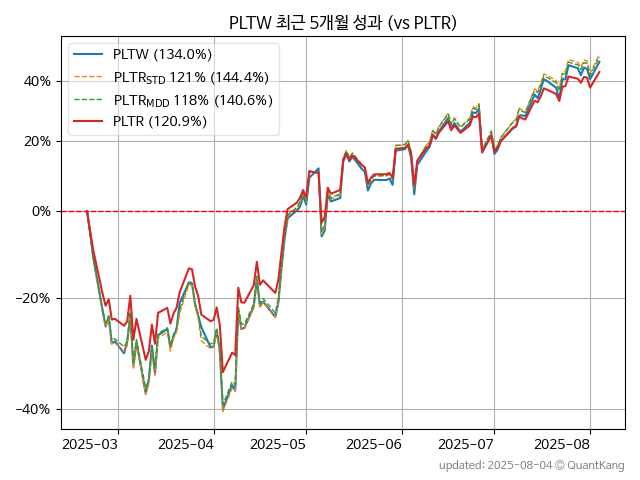 PLTW 최근 5개월 성과 (vs PLTR)
PLTW (134.0%)
PLTR_STD 121% (144.4%)
PLTR_MDD 118% (140.6%)
PLTR (120.9%)
40%
20%
0%
−20%
−40%
2025-03
2025-04
2025-05
2025-06
2025-07
2025-08
updated: 2025-08-04 © QuantKang